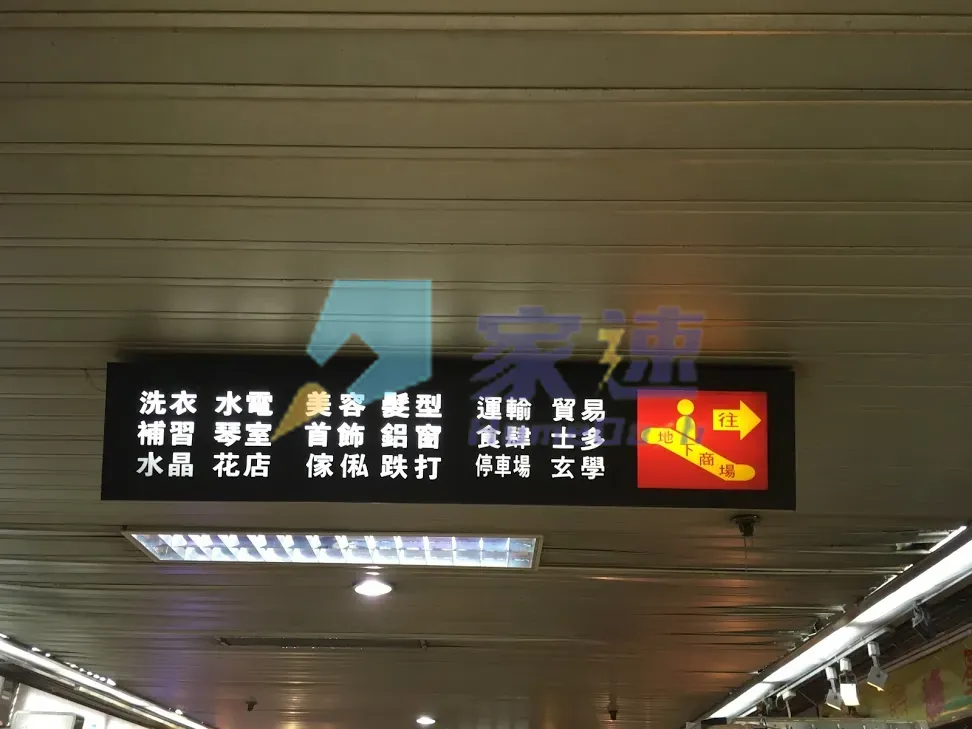 家速
洗衣 水電 美容 髮型 運輸 貿易
補習 琴室 首飾 鋁窗 食肆 士多
水晶 花店 傢俬 跌打 停車場 玄學
往
地下商場